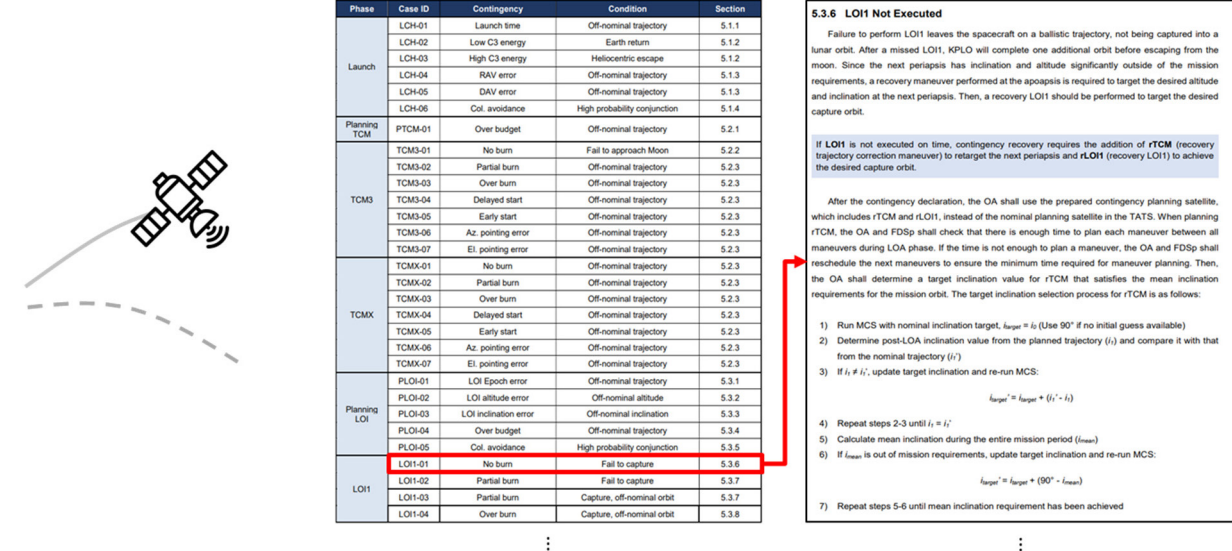 Phase Case ID Contingency Condition Section
Launch
LCH-01 Launch time Off-nominal trajectory 5.1.1
LCH-02 Low C3 energy Earth return 5.1.2
LCH-03 High C3 energy Heliocentric escape 5.1.2
LCH-04 RAV error Off-nominal trajectory 5.1.3
LCH-05 DAV error Off-nominal trajectory 5.1.3
LCH-06 Col. avoidance High probability conjunction 5.1.4
Planning
TCM
PTCM-01 Over budget Off-nominal trajectory 5.2.1
TCM3
TCM3-01 No burn Fail to approach Moon 5.2.2
TCM3-02 Partial burn Off-nominal trajectory 5.2.3
TCM3-03 Over burn Off-nominal trajectory 5.2.3
TCM3-04 Delayed start Off-nominal trajectory 5.2.3
TCM3-05 Early start Off-nominal trajectory 5.2.3
TCM3-06 Az. pointing error Off-nominal trajectory 5.2.3
TCM3-07 El. pointing error Off-nominal trajectory 5.2.3
TCMX
TCMX-01 No burn Off-nominal trajectory 5.2.3
TCMX-02 Partial burn Off-nominal trajectory 5.2.3
TCMX-03 Over burn Off-nominal trajectory 5.2.3
TCMX-04 Delayed start Off-nominal trajectory 5.2.3
TCMX-05 Early start Off-nominal trajectory 5.2.3
TCMX-06 Az. pointing error Off-nominal trajectory 5.2.3
TCMX-07 El. pointing error Off-nominal trajectory 5.2.3
Planning
LOI
PLOI-01 LOI Epoch error Off-nominal trajectory 5.3.1
PLOI-02 LOI altitude error Off-nominal altitude 5.3.2
PLOI-03 LOI inclination error Off-nominal inclination 5.3.3
PLOI-04 Over budget Off-nominal trajectory 5.3.4
PLOI-05 Col. avoidance High probability conjunction 5.3.5
LOI1
LOI1-01 No burn Fail to capture 5.3.6
LOI1-02 Partial burn Fail to capture 5.3.7
LOI1-03 Partial burn Capture, off-nominal orbit 5.3.7
LOI1-04 Over burn Capture, off-nominal orbit 5.3.8
5.3.6 LOI1 Not Executed
Failure to perform LOI1 leaves the spacecraft on a ballistic trajectory, not being captured into a
lunar orbit. After a missed LOI1, KPLO will complete one additional orbit before escaping from the
moon. Since the next periapsis has inclination and altitude significantly outside of the mission
requirements, a recovery maneuver performed at the apoapsis is required to target the desired altitude
and inclination at the next periapsis. Then, a recovery LOI1 should be performed to target the desired
capture orbit.
If LOI1 is not executed on time, contingency recovery requires the addition of rTCM (recovery
trajectory correction maneuver) to retarget the next periapsis and rLOI1 (recovery LOI1) to achieve
the desired capture orbit.
After the contingency declaration, the OA shall use the prepared contingency planning satellite,
which includes rTCM and rLOI1, instead of the nominal planning satellite in the TATS. When planning
rTCM, the OA and FDSp shall check that there is enough time to plan each maneuver between all
maneuvers during LOA phase. If the time is not enough to plan a maneuver, the OA and FDSp shall
reschedule the next maneuvers to ensure the minimum time required for maneuver planning. Then,
the OA shall determine a target inclination value for rTCM that satisfies the mean inclination
requirements for the mission orbit. The target inclination selection process for rTCM is as follows:
1) Run MCS with nominal inclination target, i_target = i_0 (Use 90° if no initial guess available)
2) Determine post-LOA inclination value from the planned trajectory (i_1) and compare it with that
from the nominal trajectory (i_1')
3) If i_1 ≠ i_1', update target inclination and re-run MCS:
i_target' = i_target + (i_1' - i_1)
4) Repeat steps 2-3 until i_1 = i_1'
5) Calculate mean inclination during the entire mission period (i_mean)
6) If i_mean is out of mission requirements, update target inclination and re-run MCS:
i_target' = i_target + (90° - i_mean)
7) Repeat steps 5-6 until mean inclination requirement has been achieved